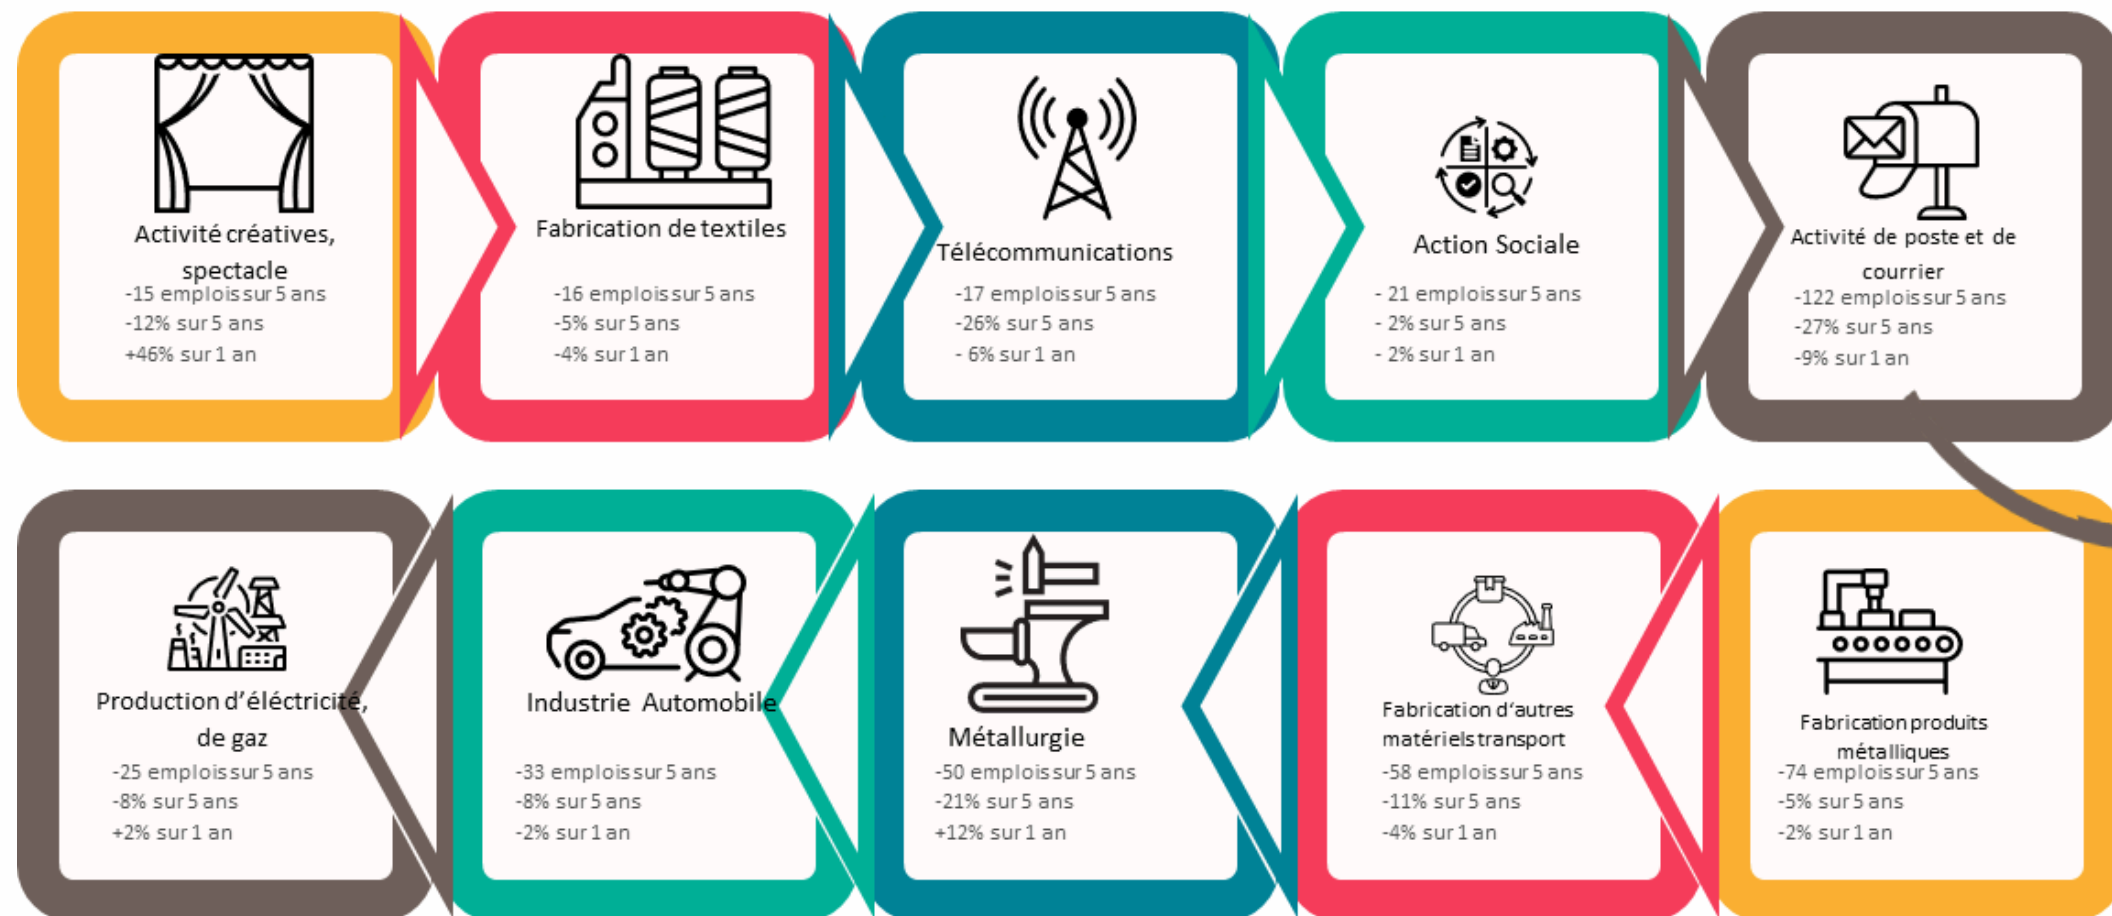 Activité créatives,
spectacle
-15 emplois sur 5 ans
-12% sur 5 ans
+46% sur 1 an
Fabrication de textiles
-16 emplois sur 5 ans
-5% sur 5 ans
-4% sur 1 an
Télécommunications
-17 emplois sur 5 ans
-26% sur 5 ans
- 6% sur 1 an
Action Sociale
- 21 emplois sur 5 ans
- 2% sur 5 ans
- 2% sur 1 an
Activité de poste et de
courrier
-122 emplois sur 5 ans
-27% sur 5 ans
-9% sur 1 an
Production d’éléctricité,
de gaz
-25 emplois sur 5 ans
-8% sur 5 ans
+2% sur 1 an
Industrie Automobile
-33 emplois sur 5 ans
-8% sur 5 ans
-2% sur 1 an
Métallurgie
-50 emplois sur 5 ans
-21% sur 5 ans
+12% sur 1 an
Fabrication d‘autres
matériels transport
-58 emplois sur 5 ans
-11% sur 5 ans
-4% sur 1 an
Fabrication produits
métalliques
-74 emplois sur 5 ans
-5% sur 5 ans
-2% sur 1 an